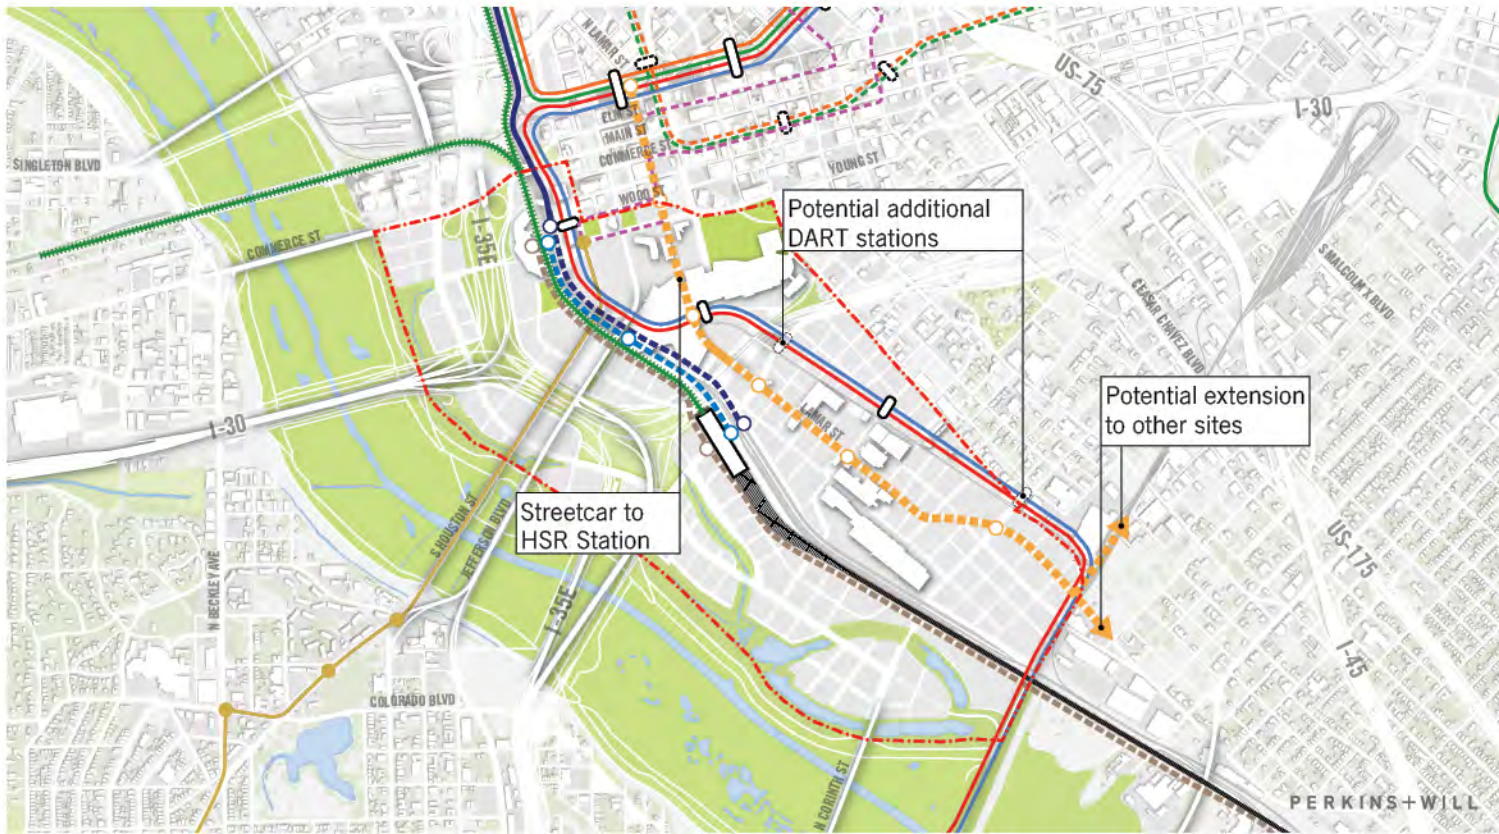 N LAMAR ST
US-75
I-30
ELM ST
MAIN ST
COMMERCE ST
YOUNG ST
SINGLETON BLVD
WOOD ST
COMMERCE ST
I-35E
Potential additional
DART stations
S MALCOLM X BLVD
CEASAR CHAVEZ BLVD
Potential extension
to other sites
I-30
LAMAR ST
Streetcar to
HSR Station
S HOUSTON ST
JEFFERSON BLVD
N BECKLEY AVE
I-35E
US-175
I-45
COLORADO BLVD
N CORINTH ST
PERKINS+WILL